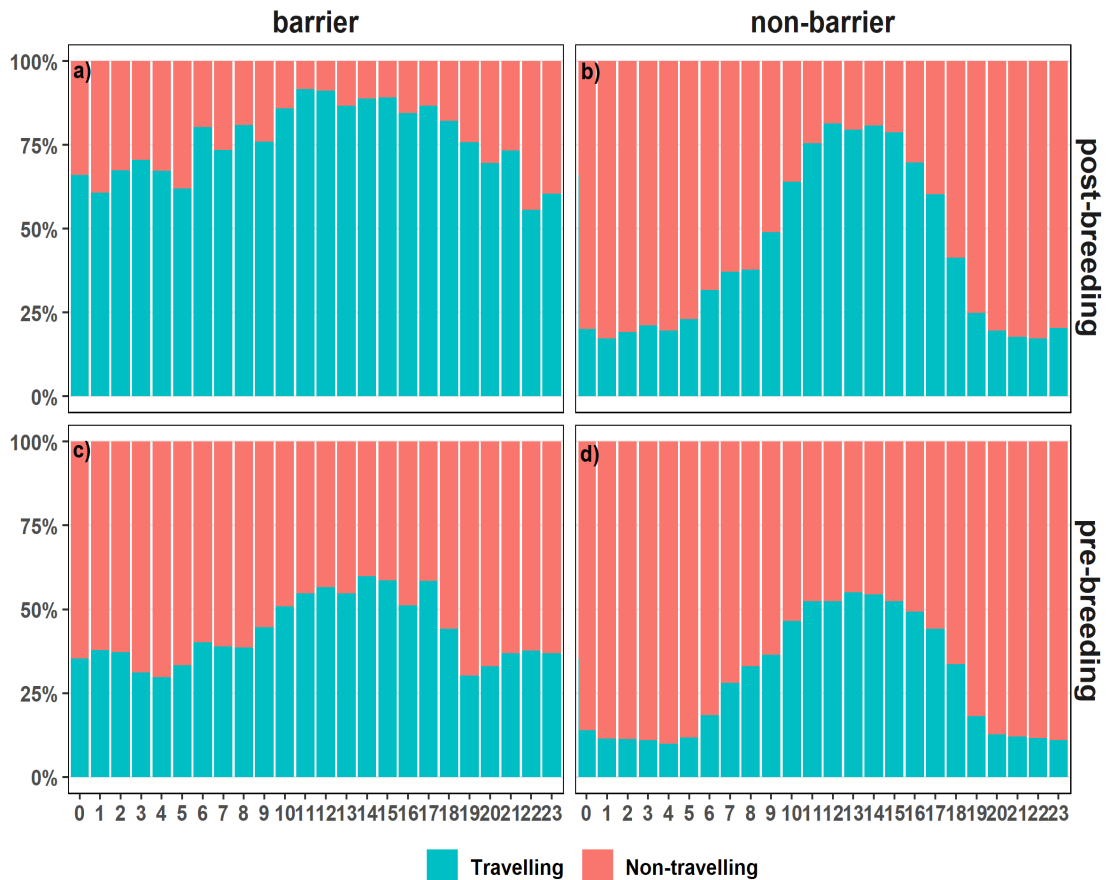 barrier non-barrier
100% a) b)
75%
50%
25%
0%
post-breeding
100% c) d)
75%
50%
25%
0%
pre-breeding
0 1 2 3 4 5 6 7 8 9 10 11 12 13 14 15 16 17 18 19 20 21 22 23 0 1 2 3 4 5 6 7 8 9 10 11 12 13 14 15 16 17 18 19 20 21 22 23
Travelling Non-travelling